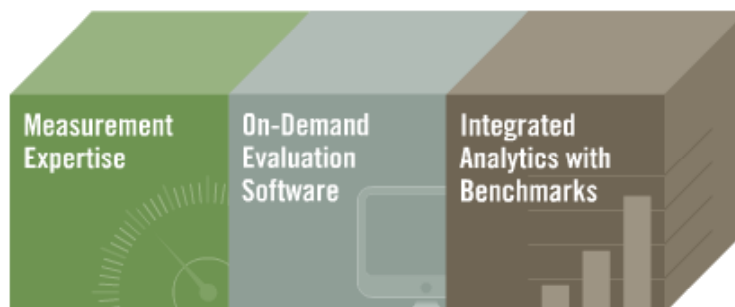 Measurement
Expertise
On-Demand
Evaluation
Software
Integrated
Analytics with
Benchmarks